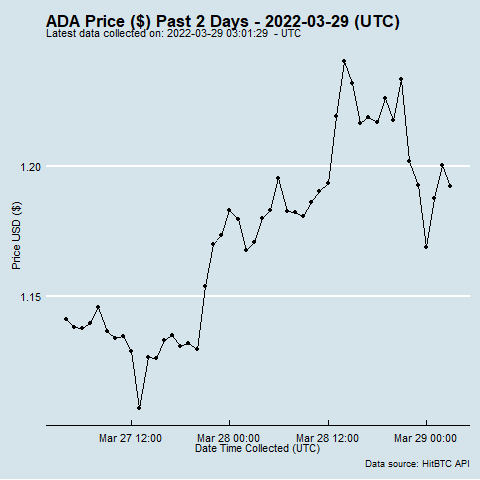 ADA Price ($) Past 2 Days - 2022-03-29 (UTC)
Latest data collected on: 2022-03-29 03:01:29 - UTC
Price USD ($)
1.20
1.15
Mar 27 12:00 Mar 28 00:00 Mar 28 12:00 Mar 29 00:00
Date Time Collected (UTC)
Data source: HitBTC API